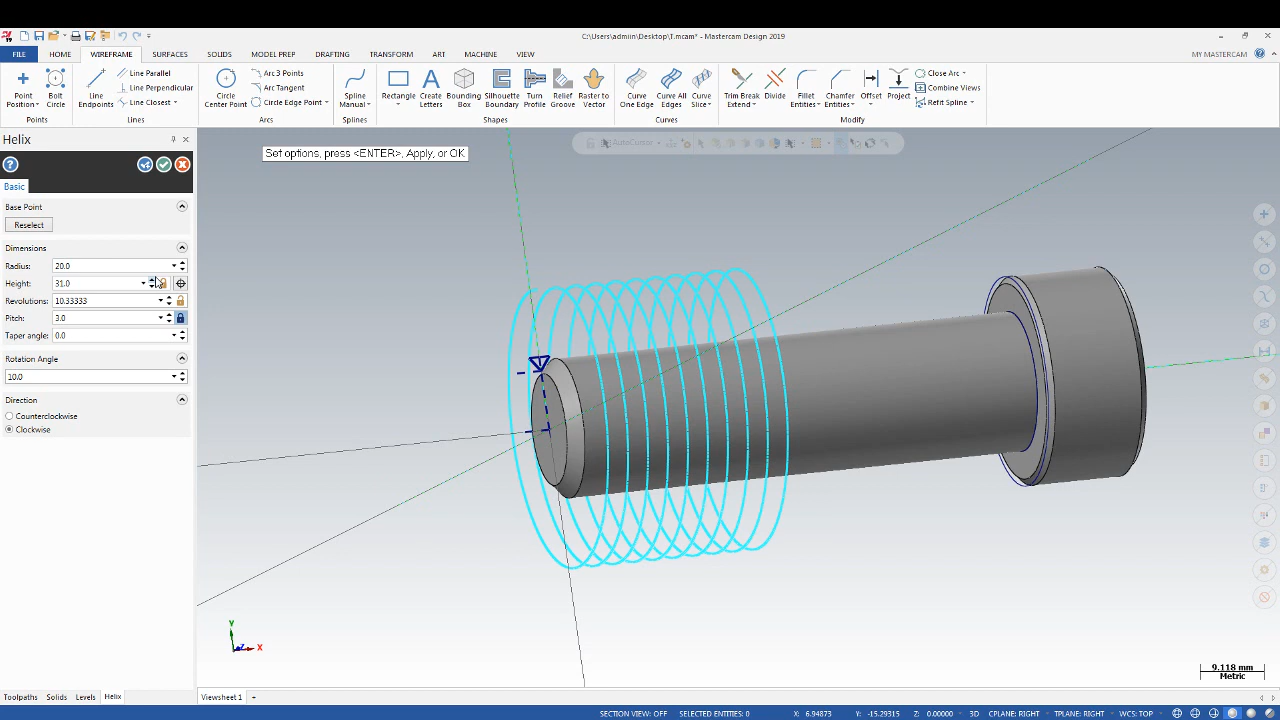 C:\Users\admiin\Desktop\T.mcam* - Mastercam Design 2019
FILE HOME WIREFRAME SURFACES SOLIDS MODEL PREP DRAFTING TRANSFORM ART MACHINE VIEW MY MASTERCAM
Point Position
Bolt Circle
Points
Line Endpoints
Line Parallel
Line Perpendicular
Line Closest
Lines
Circle Center Point
Arc 3 Points
Arc Tangent
Circle Edge Point
Arcs
Spline Manual
Splines
Rectangle
Create Letters
Bounding Box
Silhouette Boundary
Turn Profile
Relief Groove
Raster to Vector
Shapes
Curve One Edge
Curve All Edges
Curve Slice
Curves
Trim Break Extend
Divide
Fillet Entities
Chamfer Entities
Offset
Project
Close Arc
Combine Views
Refit Spline
Modify
Helix
Basic
Base Point
Reselect
Dimensions
Radius: 20.0
Height: 31.0
Revolutions: 10.33333
Pitch: 3.0
Taper angle: 0.0
Rotation Angle
10.0
Direction
Counterclockwise
Clockwise
Set options, press <ENTER>, Apply, or OK
AutoCursor
Y
Z X
9.118 mm
Metric
Toolpaths Solids Levels Helix
Viewsheet 1 +
SECTION VIEW: OFF SELECTED ENTITIES: 0 X: 6.94873 Y: -15.29315 Z: 0.00000 3D CPLANE: RIGHT TPLANE: RIGHT WCS: TOP